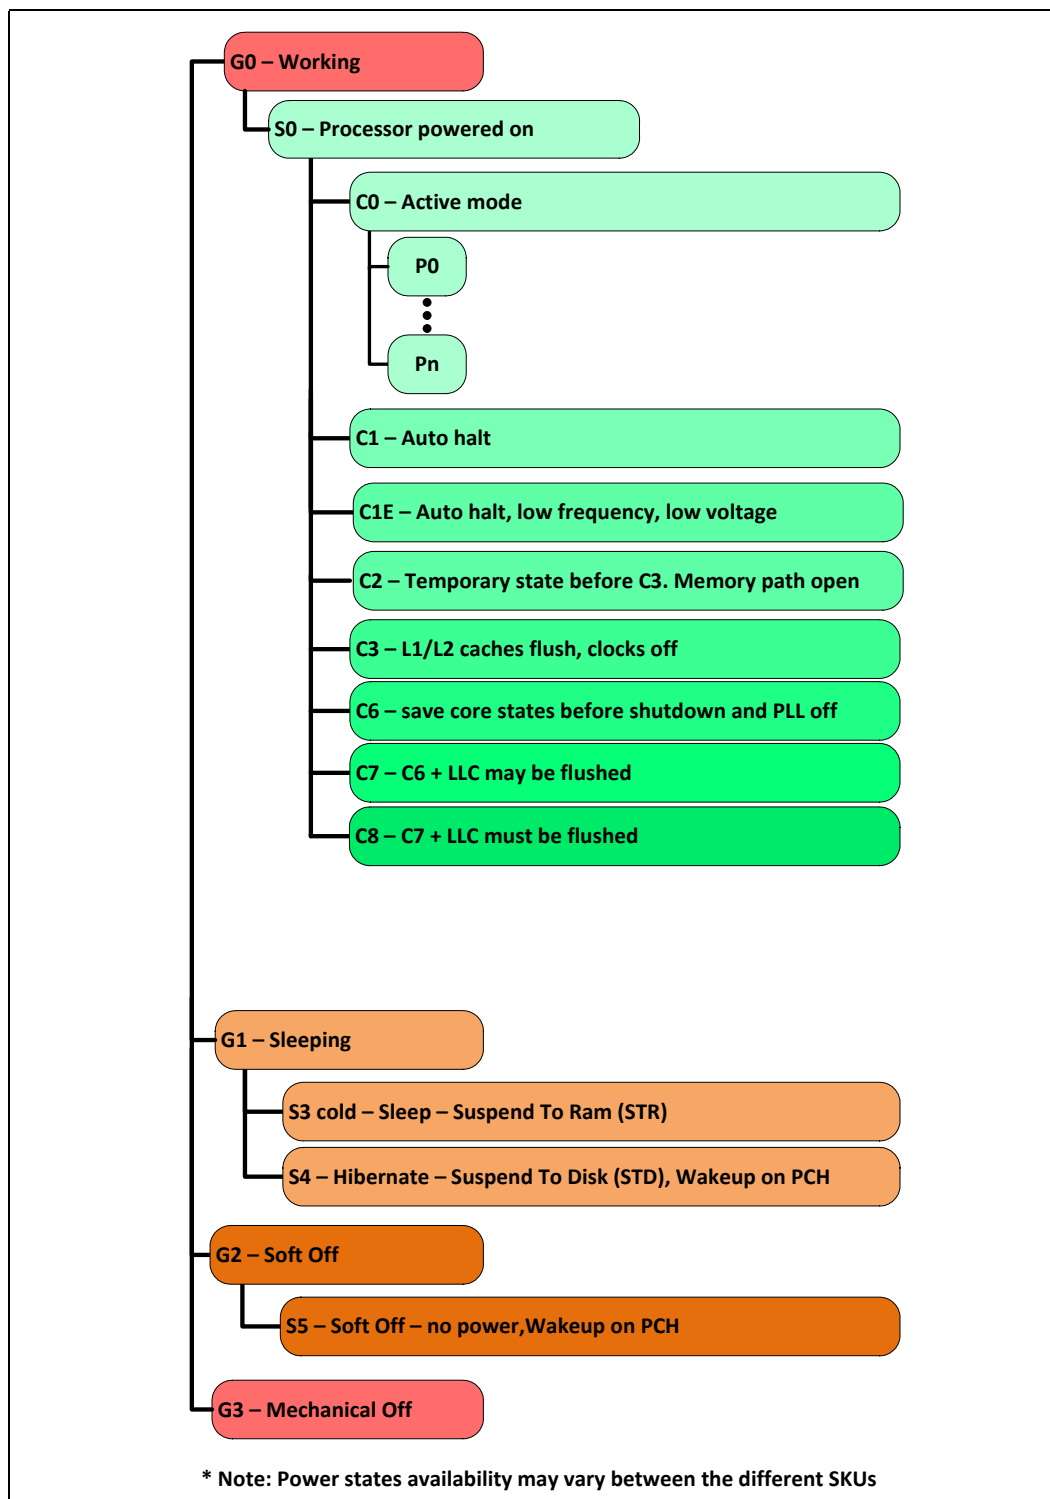 G0 – Working
S0 – Processor powered on
C0 – Active mode
P0
Pn
C1 – Auto halt
C1E – Auto halt, low frequency, low voltage
C2 – Temporary state before C3. Memory path open
C3 – L1/L2 caches flush, clocks off
C6 – save core states before shutdown and PLL off
C7 – C6 + LLC may be flushed
C8 – C7 + LLC must be flushed
G1 – Sleeping
S3 cold – Sleep – Suspend To Ram (STR)
S4 – Hibernate – Suspend To Disk (STD), Wakeup on PCH
G2 – Soft Off
S5 – Soft Off – no power,Wakeup on PCH
G3 – Mechanical Off
* Note: Power states availability may vary between the different SKUs